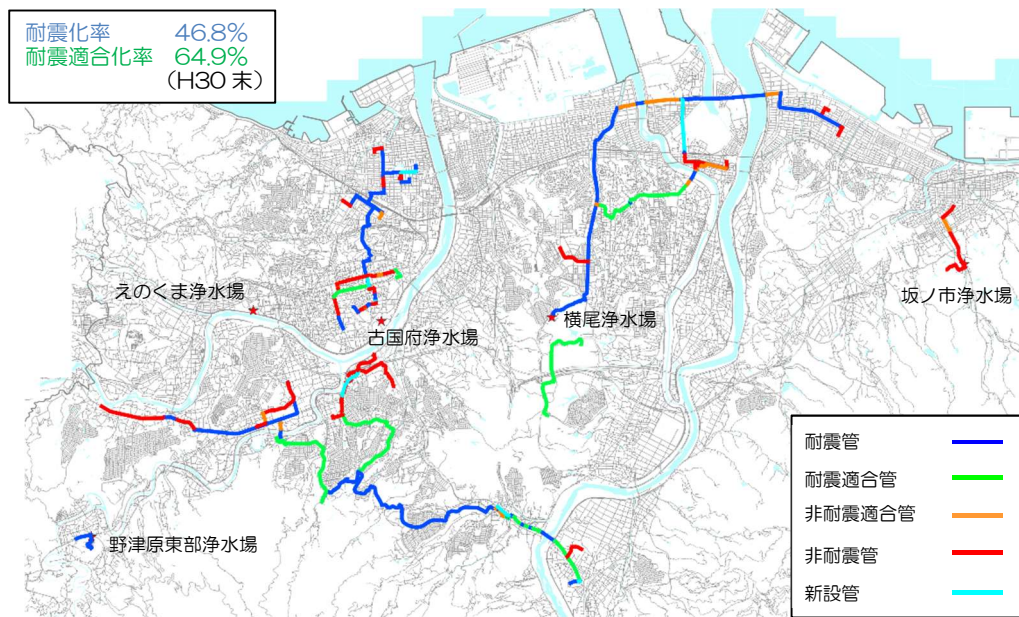 耐震化率 46.8%
耐震適合化率 64.9%
(H30 末)
えのくま浄水場
古国府浄水場
横尾浄水場
坂ノ市浄水場
野津原東部浄水場
耐震管
耐震適合管
非耐震適合管
非耐震管
新設管